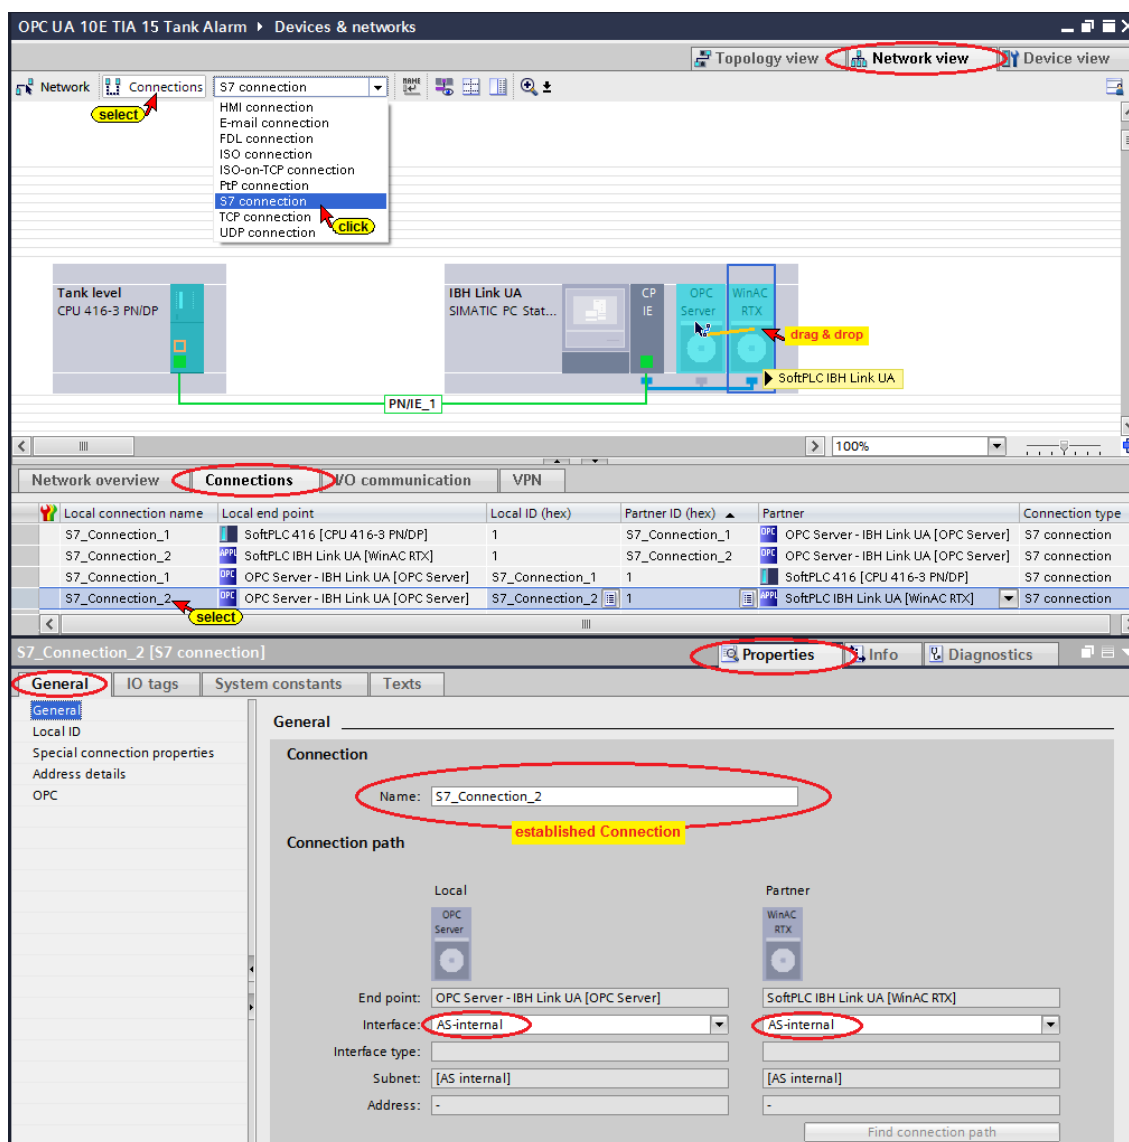 OPC UA 10E TIA 15 Tank Alarm ▸ Devices & networks
Topology view Network view Device view
Network Connections S7 connection
select
HMI connection
E-mail connection
FDL connection
ISO connection
ISO-on-TCP connection
PtP connection
S7 connection
TCP connection
UDP connection
click
Tank level
CPU 416-3 PN/DP
IBH Link UA
SIMATIC PC Stat...
CP
IE
OPC
Server
WinAC
RTX
drag & drop
SoftPLC IBH Link UA
PN/IE_1
100%
Network overview Connections I/O communication VPN
Local connection name Local end point Local ID (hex) Partner ID (hex) Partner Connection type
S7_Connection_1 SoftPLC 416 [CPU 416-3 PN/DP] 1 S7_Connection_1 OPC OPC Server - IBH Link UA [OPC Server] S7 connection
S7_Connection_2 APPL SoftPLC IBH Link UA [WinAC RTX] 1 S7_Connection_2 OPC OPC Server - IBH Link UA [OPC Server] S7 connection
S7_Connection_1 OPC OPC Server - IBH Link UA [OPC Server] S7_Connection_1 1 SoftPLC 416 [CPU 416-3 PN/DP] S7 connection
S7_Connection_2 OPC OPC Server - IBH Link UA [OPC Server] S7_Connection_2 1 APPL SoftPLC IBH Link UA [WinAC RTX] S7 connection
select
S7_Connection_2 [S7 connection] Properties Info Diagnostics
General IO tags System constants Texts
General
Local ID
Special connection properties
Address details
OPC
General
Connection
Name: S7_Connection_2
established Connection
Connection path
Local Partner
OPC
Server
WinAC
RTX
End point: OPC Server - IBH Link UA [OPC Server] SoftPLC IBH Link UA [WinAC RTX]
Interface: AS-internal AS-internal
Interface type:
Subnet: [AS internal] [AS internal]
Address: - -
Find connection path